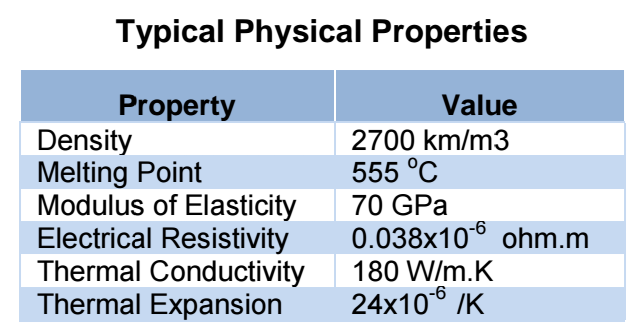 Typical Physical Properties
Property Value
Density 2700 km/m3
Melting Point 555 °C
Modulus of Elasticity 70 GPa
Electrical Resistivity 0.038x10⁻⁶ ohm.m
Thermal Conductivity 180 W/m.K
Thermal Expansion 24x10⁻⁶ /K